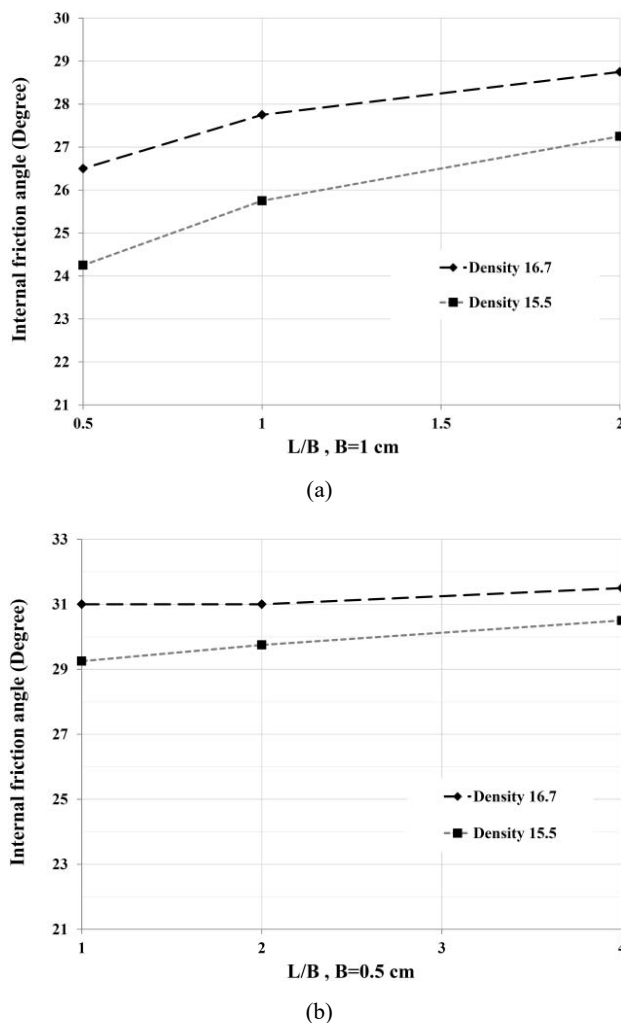 30
29
28
27
26
25
24
23
22
21
Internal friction angle (Degree)
Density 16.7
Density 15.5
0.5 1 1.5 2
L/B , B=1 cm
(a)
33
31
29
27
25
23
21
Internal friction angle (Degree)
Density 16.7
Density 15.5
1 2 3 4
L/B , B=0.5 cm
(b)